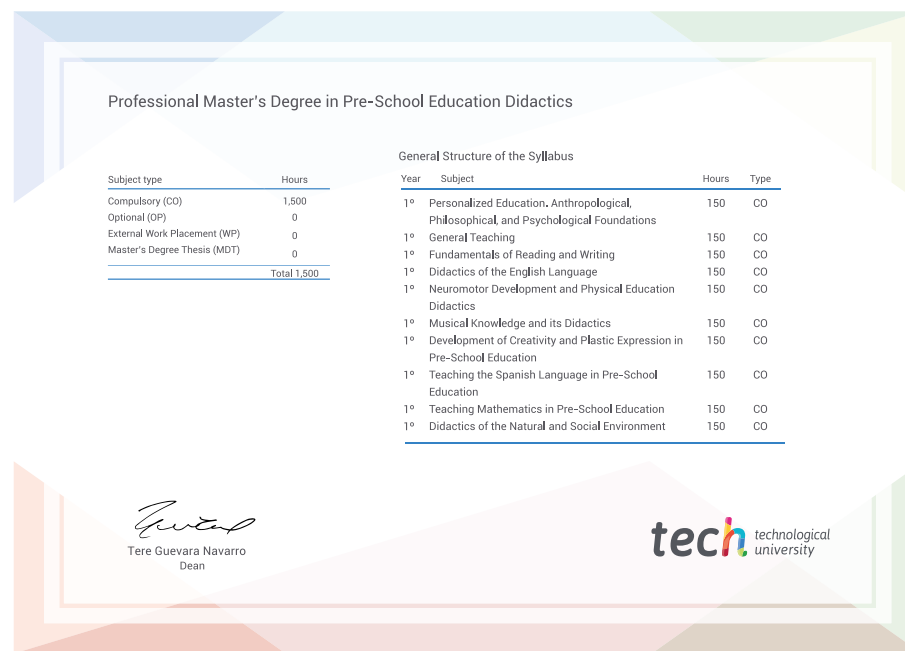 Professional Master's Degree in Pre-School Education Didactics
General Structure of the Syllabus
Subject type Hours
Compulsory (CO) 1,500
Optional (OP) 0
External Work Placement (WP) 0
Master's Degree Thesis (MDT) 0
Total 1,500
Year Subject Hours Type
1º Personalized Education. Anthropological, 150 CO
Philosophical, and Psychological Foundations
1º General Teaching 150 CO
1º Fundamentals of Reading and Writing 150 CO
1º Didactics of the English Language 150 CO
1º Neuromotor Development and Physical Education 150 CO
Didactics
1º Musical Knowledge and its Didactics 150 CO
1º Development of Creativity and Plastic Expression in 150 CO
Pre-School Education
1º Teaching the Spanish Language in Pre-School 150 CO
Education
1º Teaching Mathematics in Pre-School Education 150 CO
1º Didactics of the Natural and Social Environment 150 CO
Tere Guevara Navarro
Dean
tech technological
university